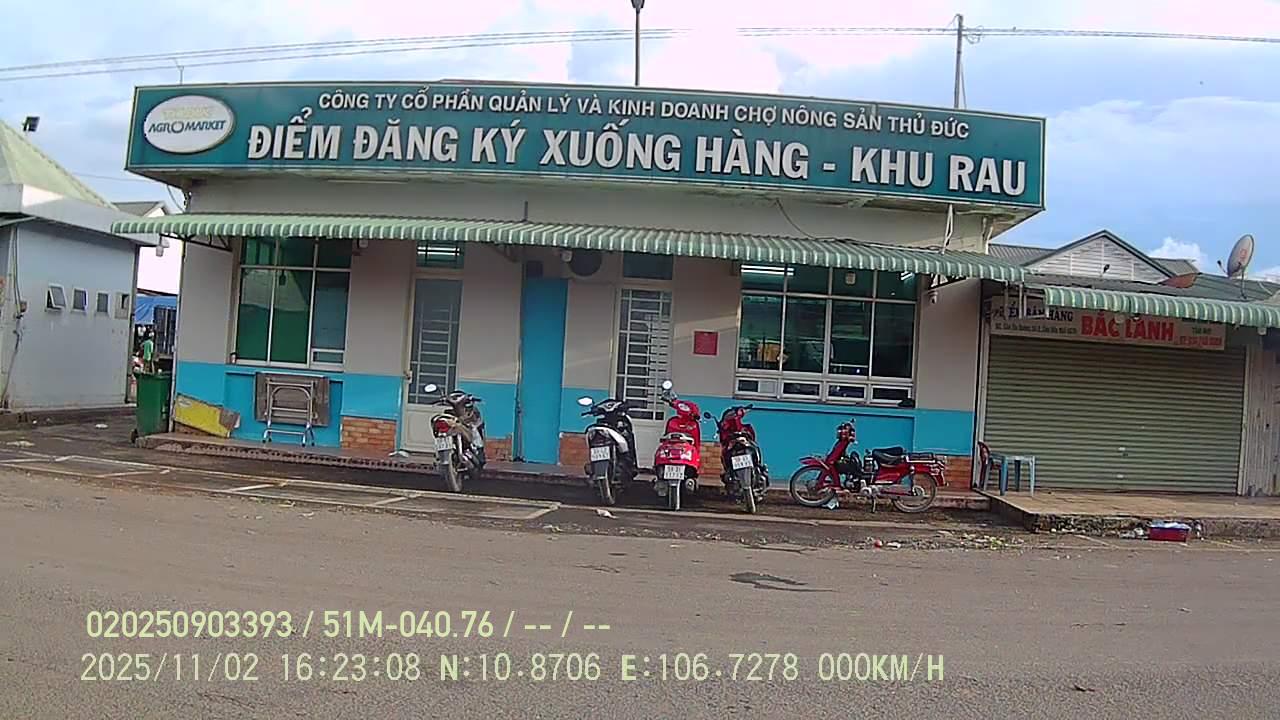 CÔNG TY CỔ PHẦN QUẢN LÝ VÀ KINH DOANH CHỢ NÔNG SẢN THỦ ĐỨC
AGROMARKET
ĐIỂM ĐĂNG KÝ XUỐNG HÀNG - KHU RAU
BẮC LÃNH
020250903393 / 51M-040.76 / -- / --
2025/11/02 16:23:08 N:10.8706 E:106.7278 000KM/H